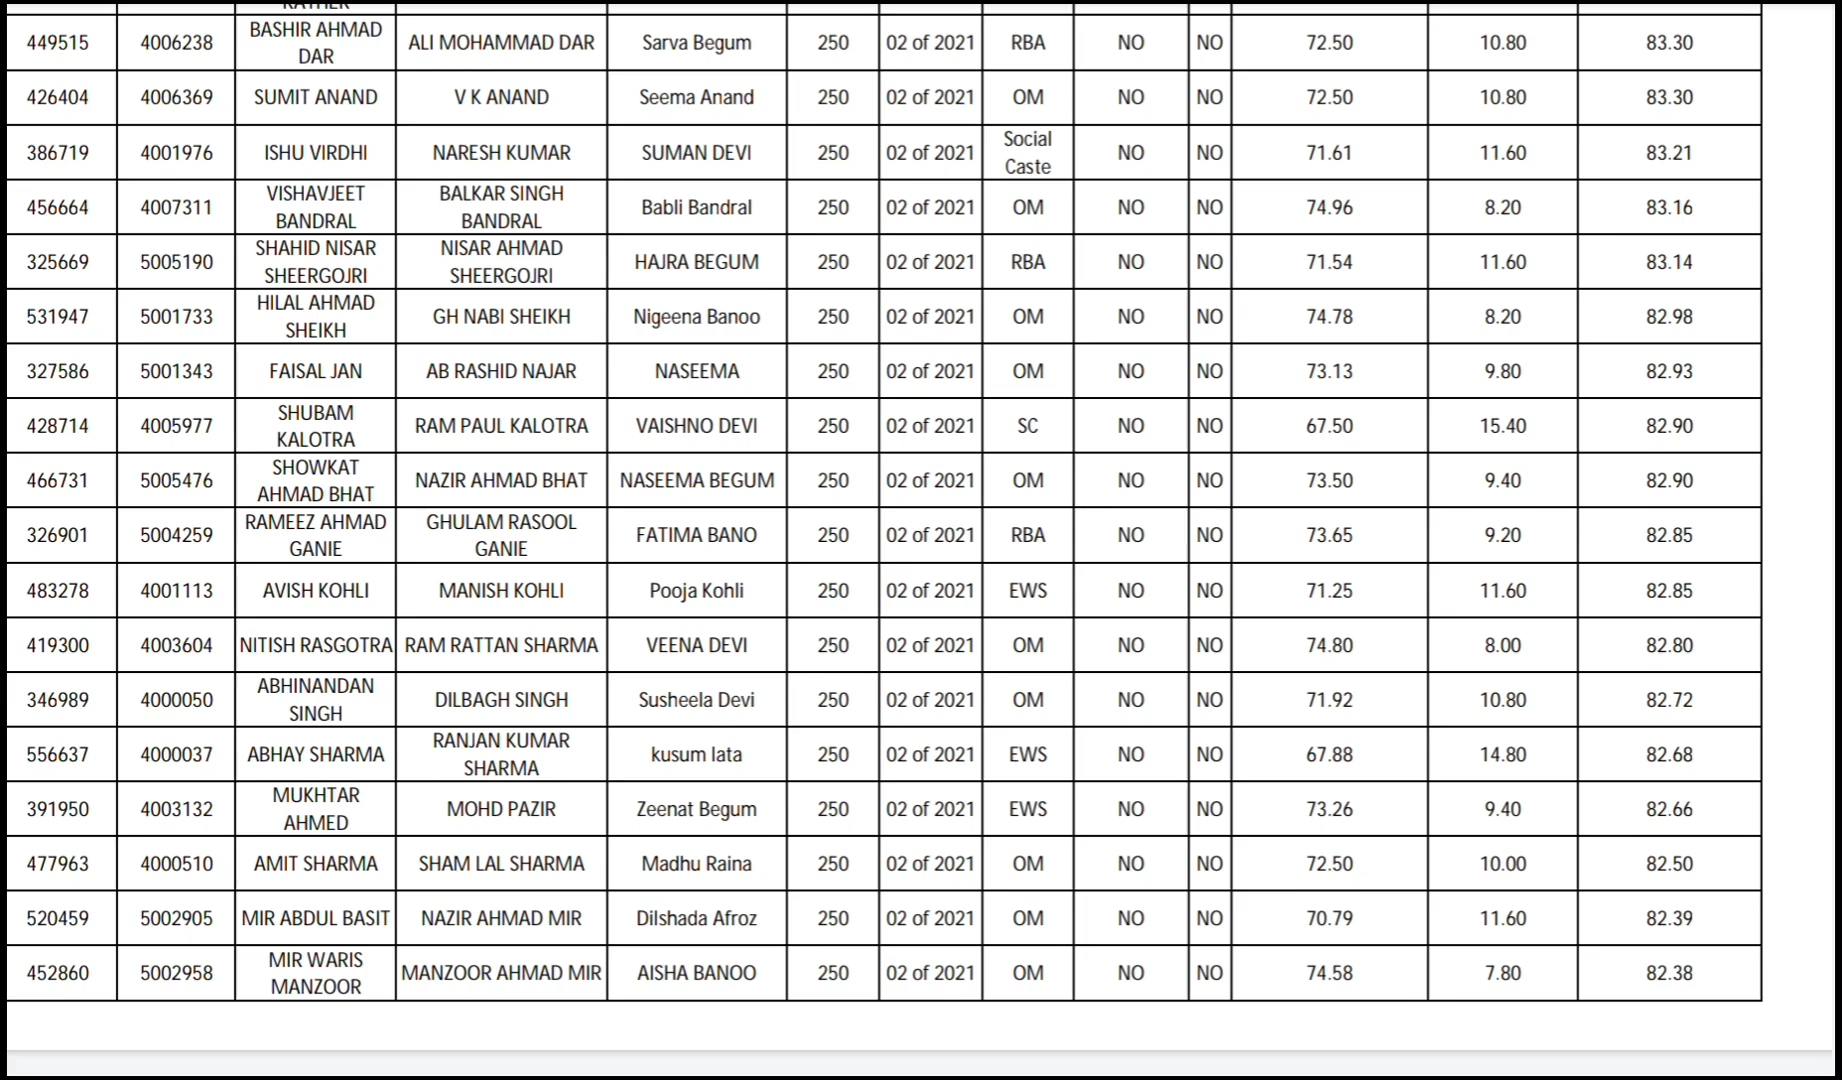 449515 4006238 BASHIR AHMAD DAR ALI MOHAMMAD DAR Sarva Begum 250 02 of 2021 RBA NO NO 72.50 10.80 83.30
426404 4006369 SUMIT ANAND V K ANAND Seema Anand 250 02 of 2021 OM NO NO 72.50 10.80 83.30
386719 4001976 ISHU VIRDHI NARESH KUMAR SUMAN DEVI 250 02 of 2021 Social Caste NO NO 71.61 11.60 83.21
456664 4007311 VISHAVJEET BANDRAL BALKAR SINGH BANDRAL Babli Bandral 250 02 of 2021 OM NO NO 74.96 8.20 83.16
325669 5005190 SHAHID NISAR SHEERGOJRI NISAR AHMAD SHEERGOJRI HAJRA BEGUM 250 02 of 2021 RBA NO NO 71.54 11.60 83.14
531947 5001733 HILAL AHMAD SHEIKH GH NABI SHEIKH Nigeena Banoo 250 02 of 2021 OM NO NO 74.78 8.20 82.98
327586 5001343 FAISAL JAN AB RASHID NAJAR NASEEMA 250 02 of 2021 OM NO NO 73.13 9.80 82.93
428714 4005977 SHUBAM KALOTRA RAM PAUL KALOTRA VAISHNO DEVI 250 02 of 2021 SC NO NO 67.50 15.40 82.90
466731 5005476 SHOWKAT AHMAD BHAT NAZIR AHMAD BHAT NASEEMA BEGUM 250 02 of 2021 OM NO NO 73.50 9.40 82.90
326901 5004259 RAMEEZ AHMAD GANIE GHULAM RASOOL GANIE FATIMA BANO 250 02 of 2021 RBA NO NO 73.65 9.20 82.85
483278 4001113 AVISH KOHLI MANISH KOHLI Pooja Kohli 250 02 of 2021 EWS NO NO 71.25 11.60 82.85
419300 4003604 NITISH RASGOTRA RAM RATTAN SHARMA VEENA DEVI 250 02 of 2021 OM NO NO 74.80 8.00 82.80
346989 4000050 ABHINANDAN SINGH DILBAGH SINGH Susheela Devi 250 02 of 2021 OM NO NO 71.92 10.80 82.72
556637 4000037 ABHAY SHARMA RANJAN KUMAR SHARMA kusum lata 250 02 of 2021 EWS NO NO 67.88 14.80 82.68
391950 4003132 MUKHTAR AHMED MOHD PAZIR Zeenat Begum 250 02 of 2021 EWS NO NO 73.26 9.40 82.66
477963 4000510 AMIT SHARMA SHAM LAL SHARMA Madhu Raina 250 02 of 2021 OM NO NO 72.50 10.00 82.50
520459 5002905 MIR ABDUL BASIT NAZIR AHMAD MIR Dilshada Afroz 250 02 of 2021 OM NO NO 70.79 11.60 82.39
452860 5002958 MIR WARIS MANZOOR MANZOOR AHMAD MIR AISHA BANOO 250 02 of 2021 OM NO NO 74.58 7.80 82.38